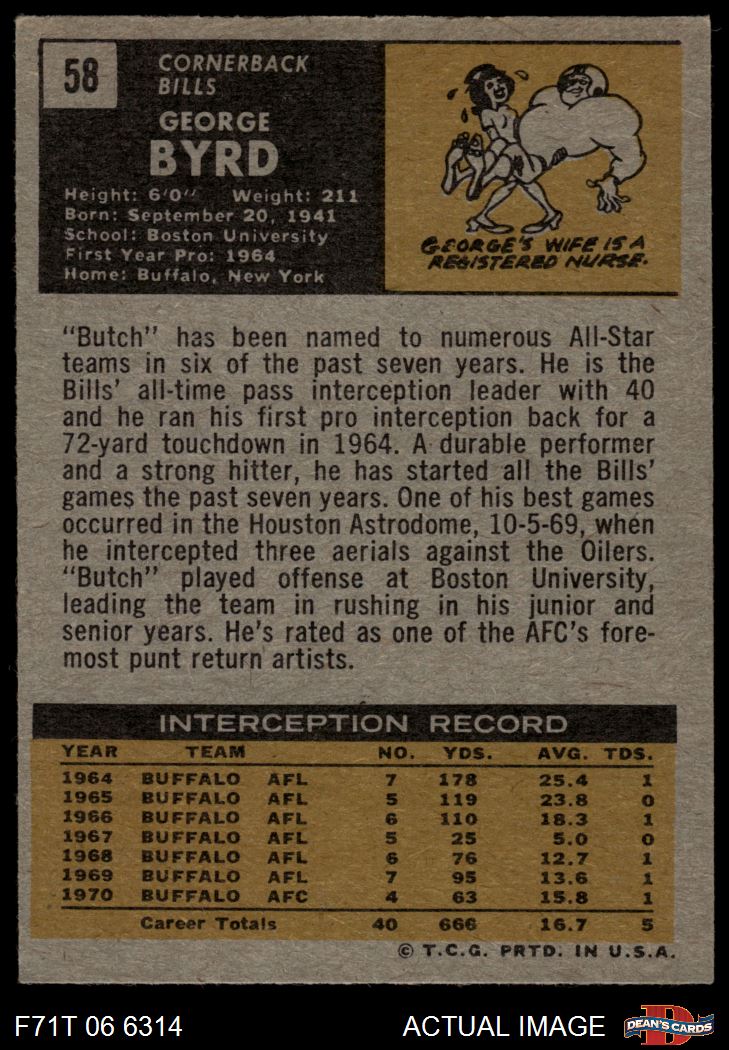 58
CORNERBACK
BILLS
GEORGE
BYRD
Height: 6'0" Weight: 211
Born: September 20, 1941
School: Boston University
First Year Pro: 1964
Home: Buffalo, New York
GEORGE'S WIFE IS A
REGISTERED NURSE.
"Butch" has been named to numerous All-Star
teams in six of the past seven years. He is the
Bills' all-time pass interception leader with 40
and he ran his first pro interception back for a
72-yard touchdown in 1964. A durable performer
and a strong hitter, he has started all the Bills'
games the past seven years. One of his best games
occurred in the Houston Astrodome, 10-5-69, when
he intercepted three aerials against the Oilers.
"Butch" played offense at Boston University,
leading the team in rushing in his junior and
senior years. He's rated as one of the AFC's fore-
most punt return artists.
INTERCEPTION RECORD
YEAR TEAM NO. YDS. AVG. TDS.
1964 BUFFALO AFL 7 178 25.4 1
1965 BUFFALO AFL 5 119 23.8 0
1966 BUFFALO AFL 6 110 18.3 1
1967 BUFFALO AFL 5 25 5.0 0
1968 BUFFALO AFL 6 76 12.7 1
1969 BUFFALO AFL 7 95 13.6 1
1970 BUFFALO AFC 4 63 15.8 1
Career Totals 40 666 16.7 5
© T.C.G. PRTD. IN U.S.A.
F71T 06 6314 ACTUAL IMAGE
D
DEAN'S CARDS